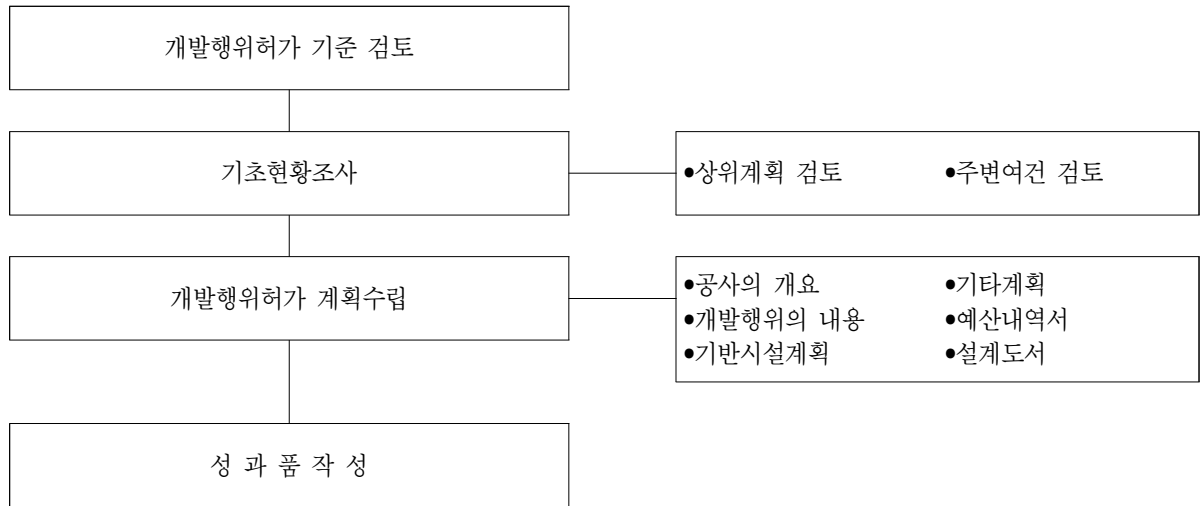 개발행위허가 기준 검토
기초현황조사
●상위계획 검토 ●주변여건 검토
개발행위허가 계획수립
●공사의 개요 ●기타계획
●개발행위의 내용 ●예산내역서
●기반시설계획 ●설계도서
성 과 품 작 성